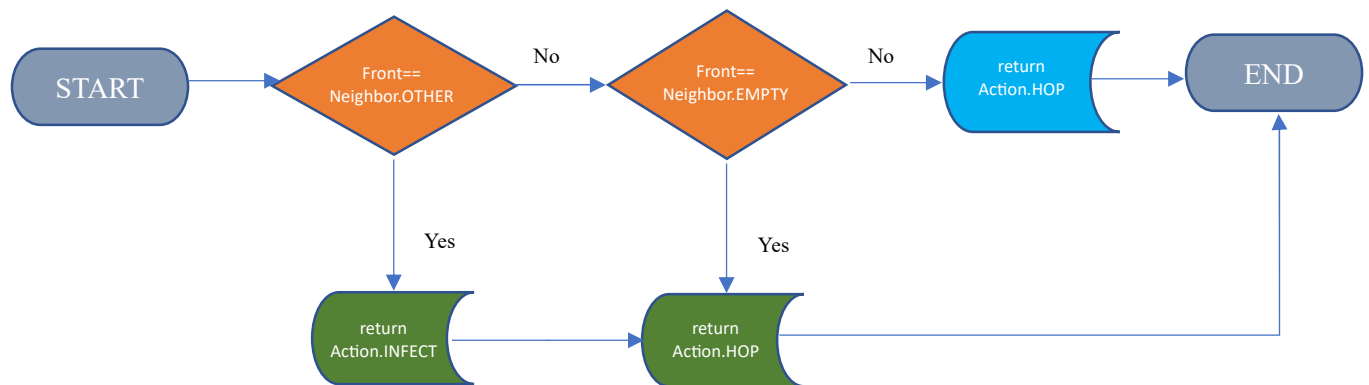 START
Front==
Neighbor.OTHER
No
Front==
Neighbor.EMPTY
No
return
Action.HOP
END
Yes
Yes
return
Action.INFECT
return
Action.HOP